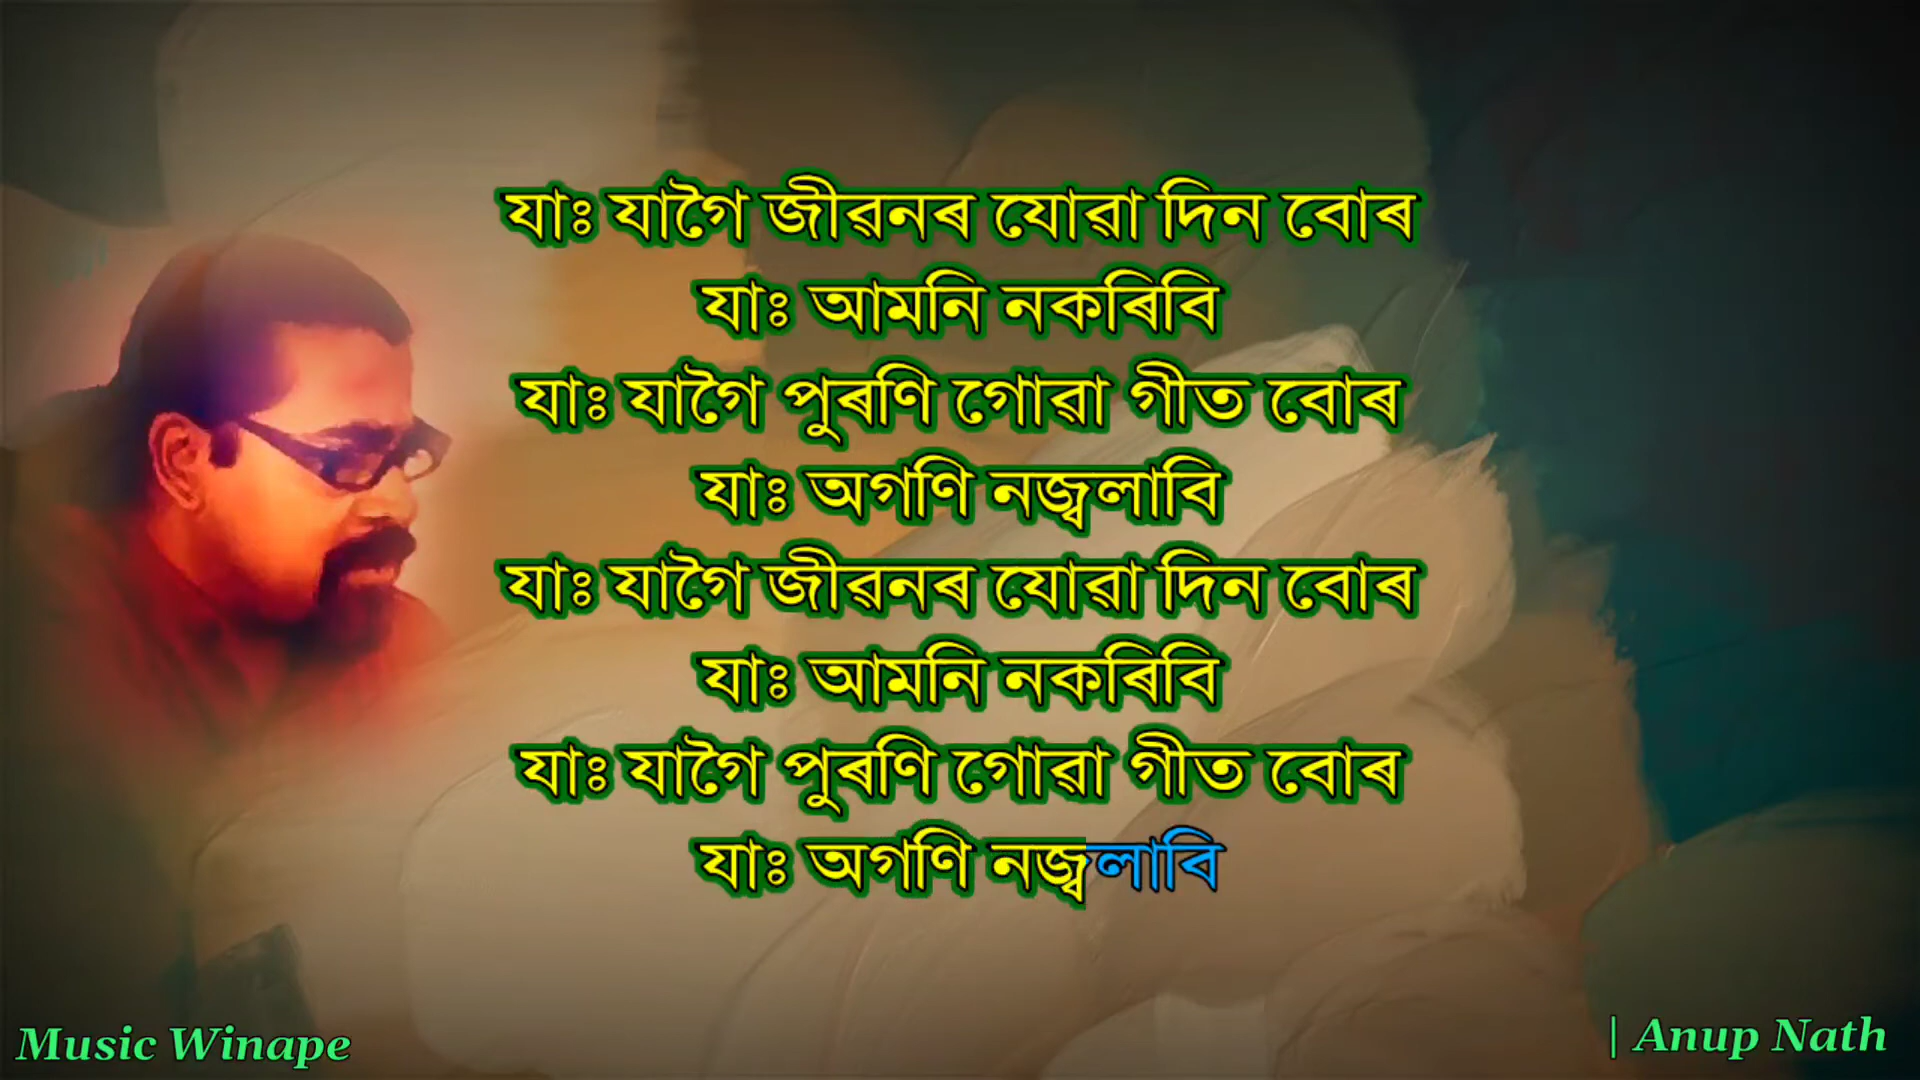 যাঃ যাগৈ জীৱনৰ যোৱা দিন বোৰ
যাঃ আমনি নকৰিবি
যাঃ যাগৈ পুৰণি গোৱা গীত বোৰ
যাঃ অগণি নজ্বলাবি
যাঃ যাগৈ জীৱনৰ যোৱা দিন বোৰ
যাঃ আমনি নকৰিবি
যাঃ যাগৈ পুৰণি গোৱা গীত বোৰ
যাঃ অগণি নজ্বলাবি
Music Winape
| Anup Nath